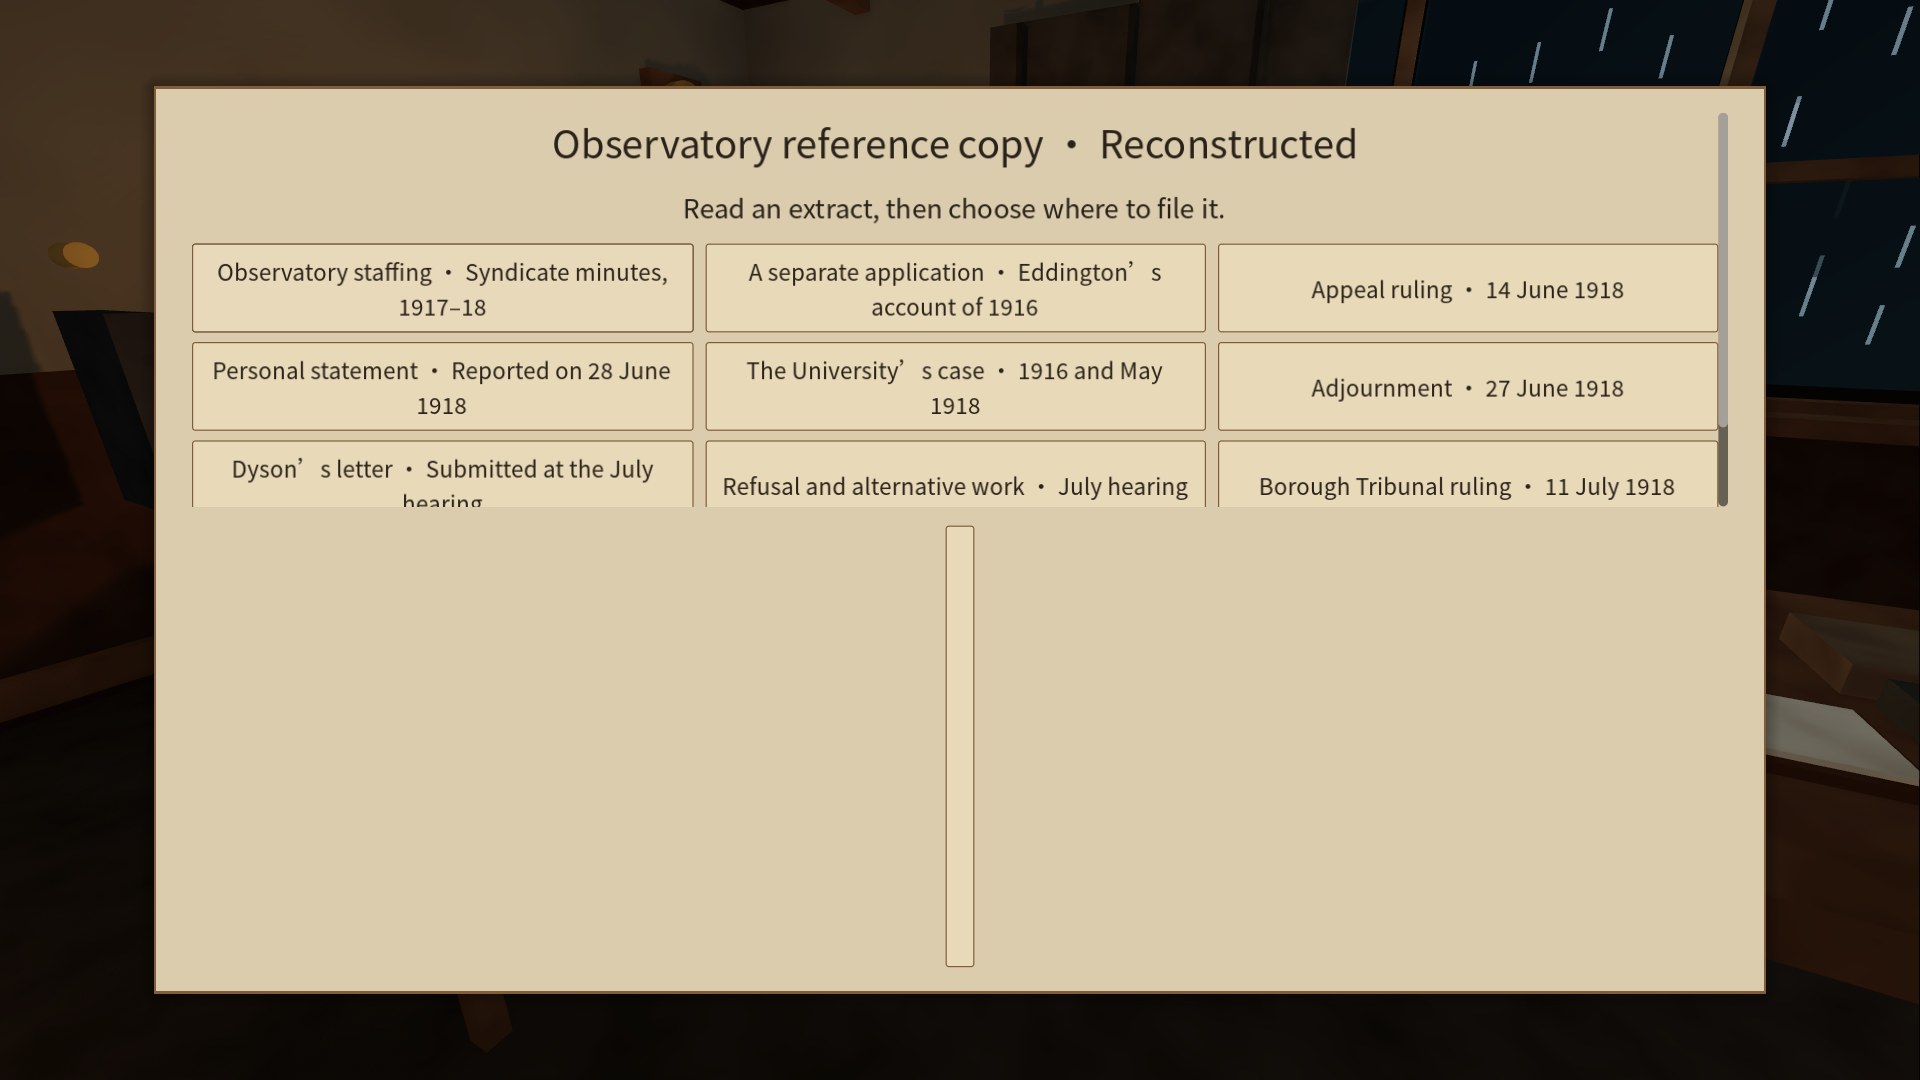 Observatory reference copy • Reconstructed
Read an extract, then choose where to file it.
Observatory staffing • Syndicate minutes,
1917–18
A separate application • Eddington’s
account of 1916
Appeal ruling • 14 June 1918
Personal statement • Reported on 28 June
1918
The University’s case • 1916 and May
1918
Adjournment • 27 June 1918
Dyson’s letter • Submitted at the July
hearing
Refusal and alternative work • July hearing
Borough Tribunal ruling • 11 July 1918